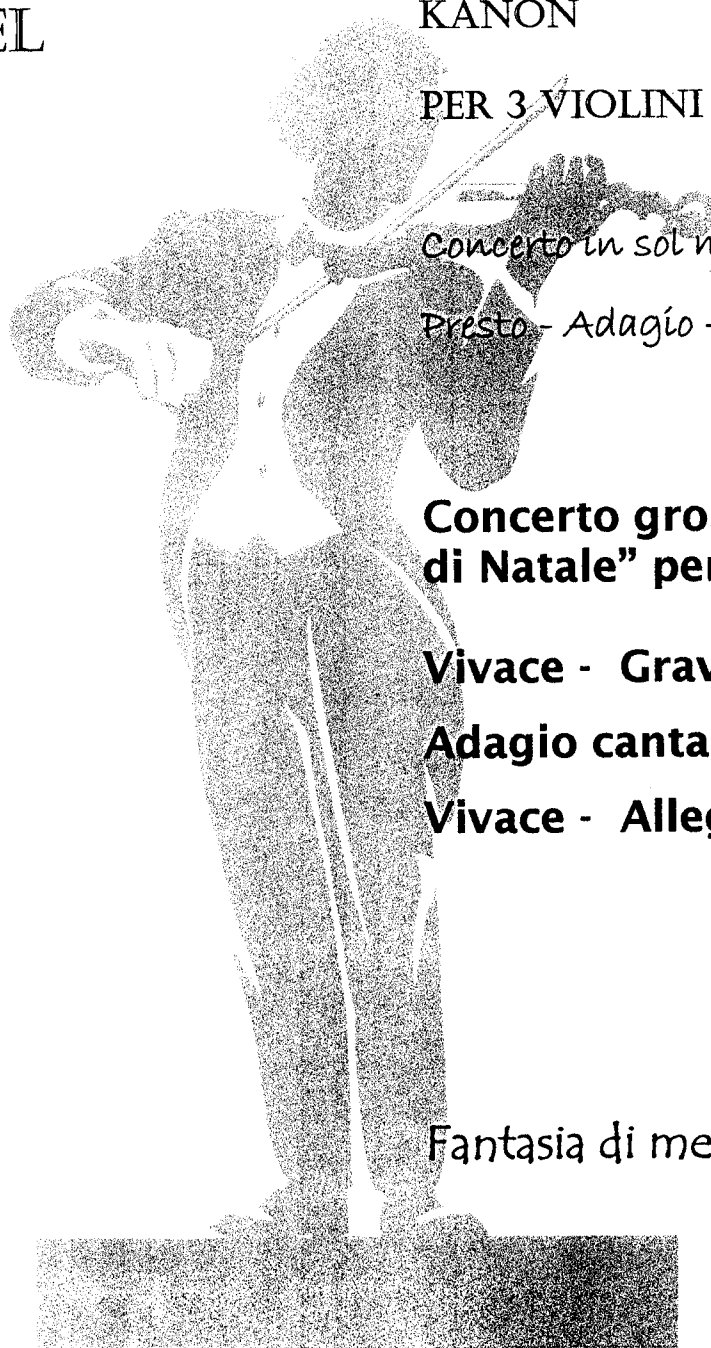 EL
KANON
PER 3 VIOLINI
Concerto in sol
Presto - Adagio -
Concerto gro
di Natale” per
Vivace - Grav
Adagio canta
Vivace - Alleg
Fantasia di me